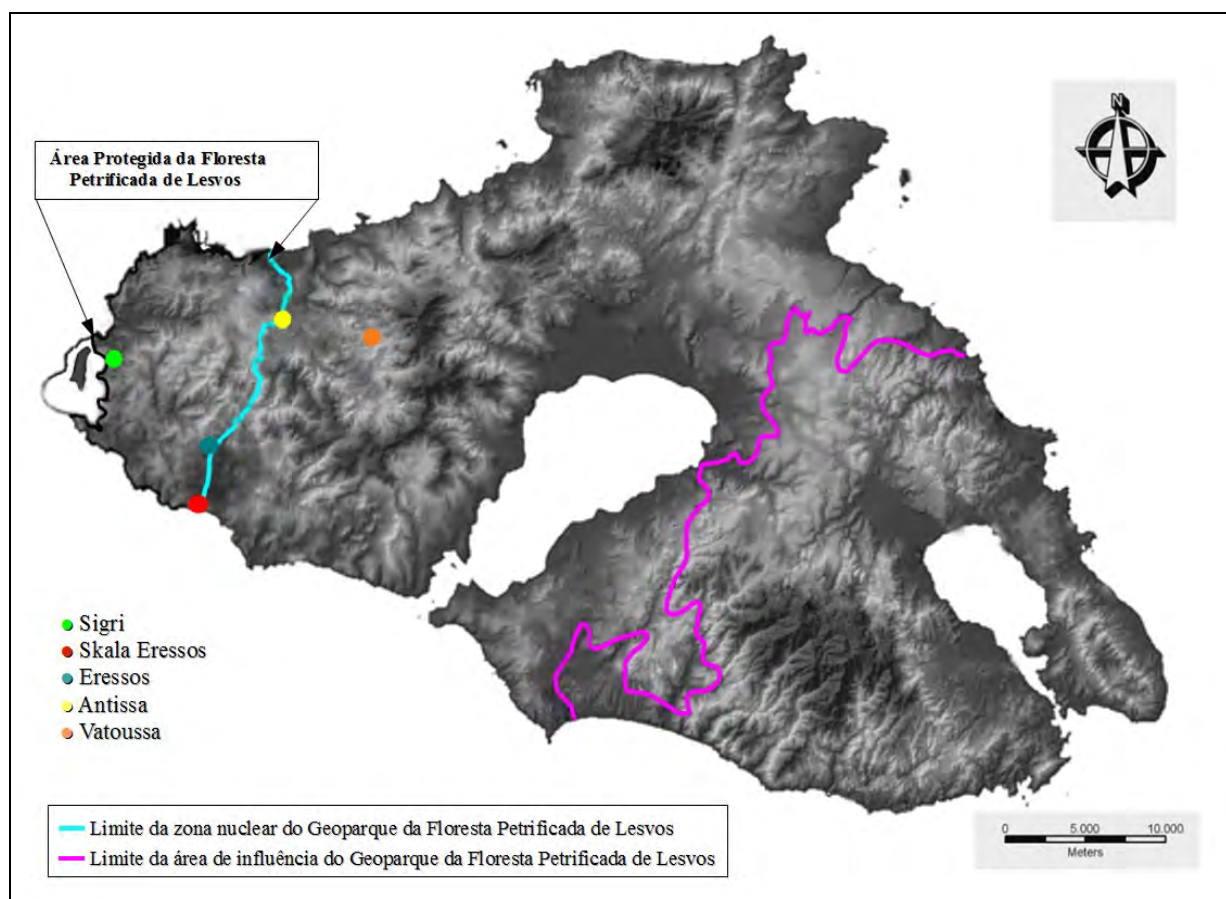 N
Área Protegida da Floresta
Petrificada de Lesvos
Sigri
Skala Eressos
Eressos
Antissa
Vatoussa
Limite da zona nuclear do Geoparque da Floresta Petrificada de Lesvos
Limite da área de influência do Geoparque da Floresta Petrificada de Lesvos
0 5.000 10.000
Meters